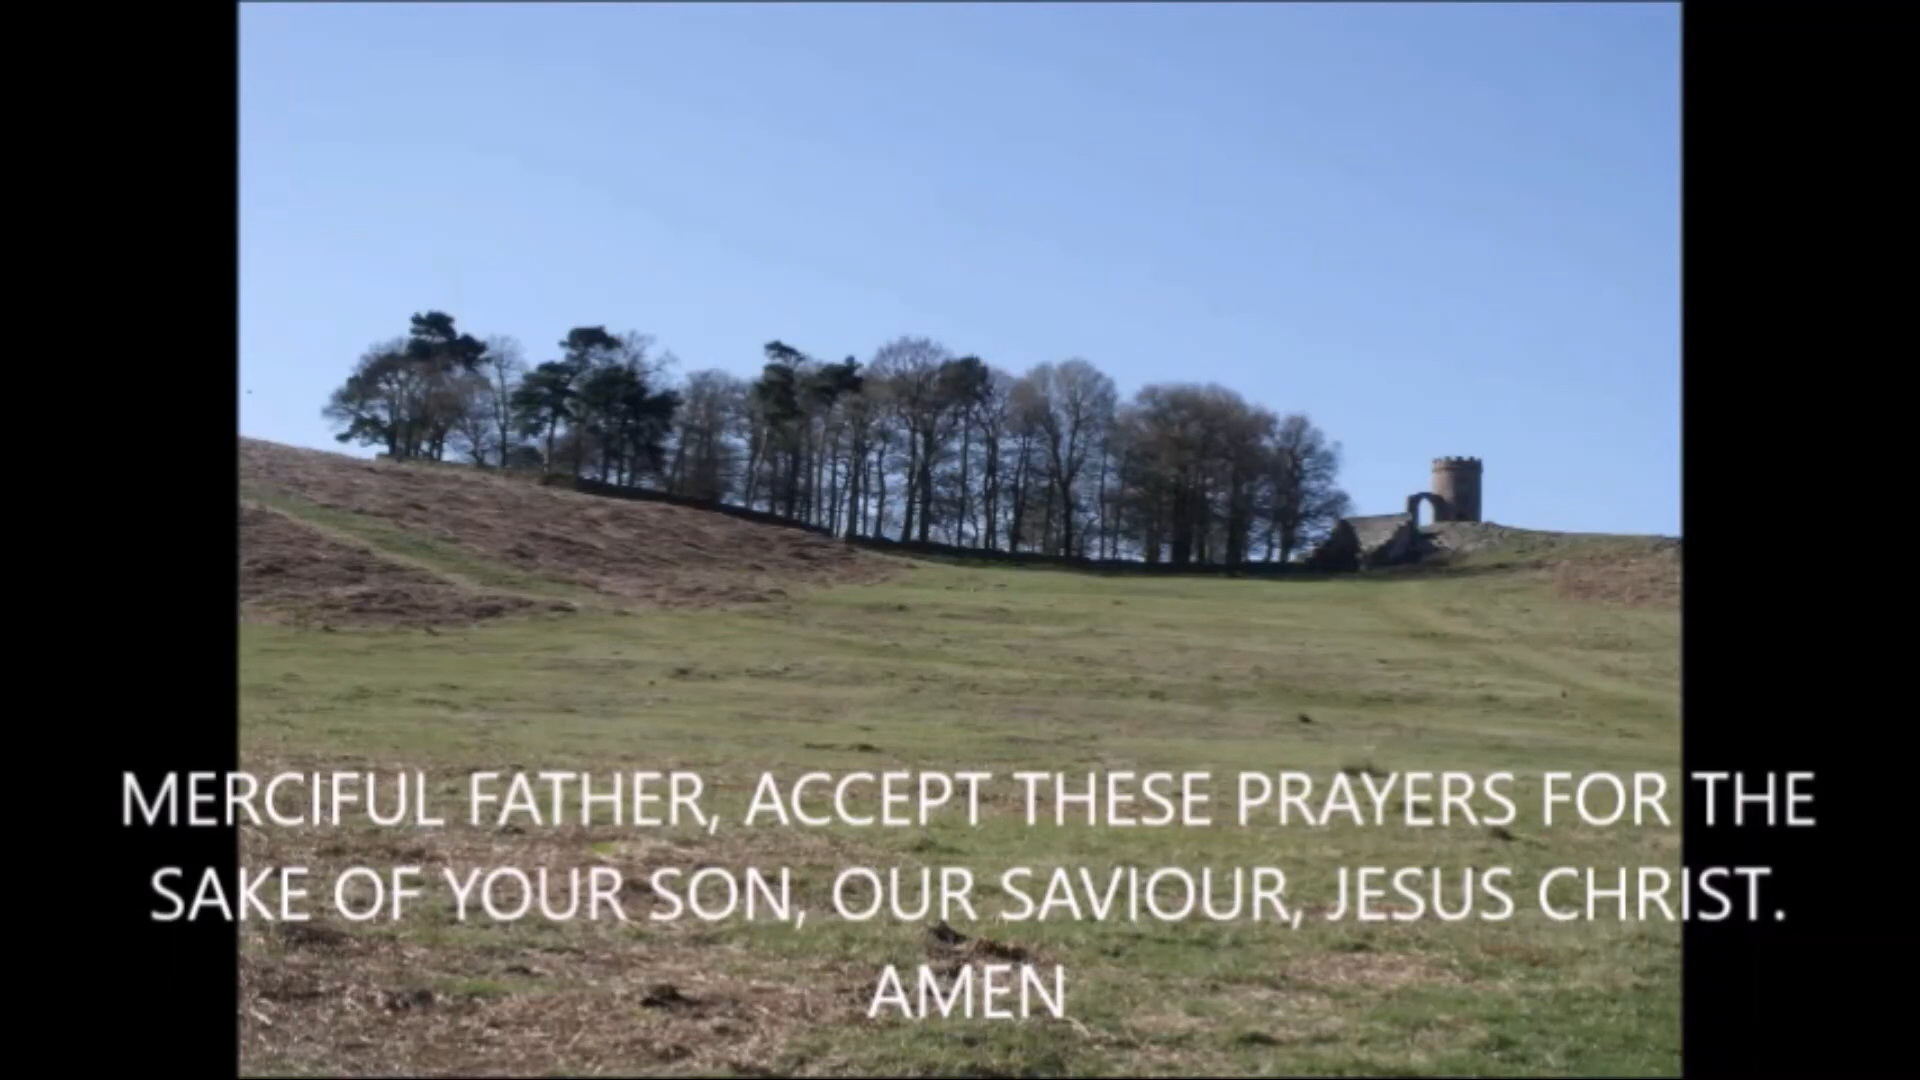 MERCIFUL FATHER, ACCEPT THESE PRAYERS FOR THE
SAKE OF YOUR SON, OUR SAVIOUR, JESUS CHRIST.
AMEN